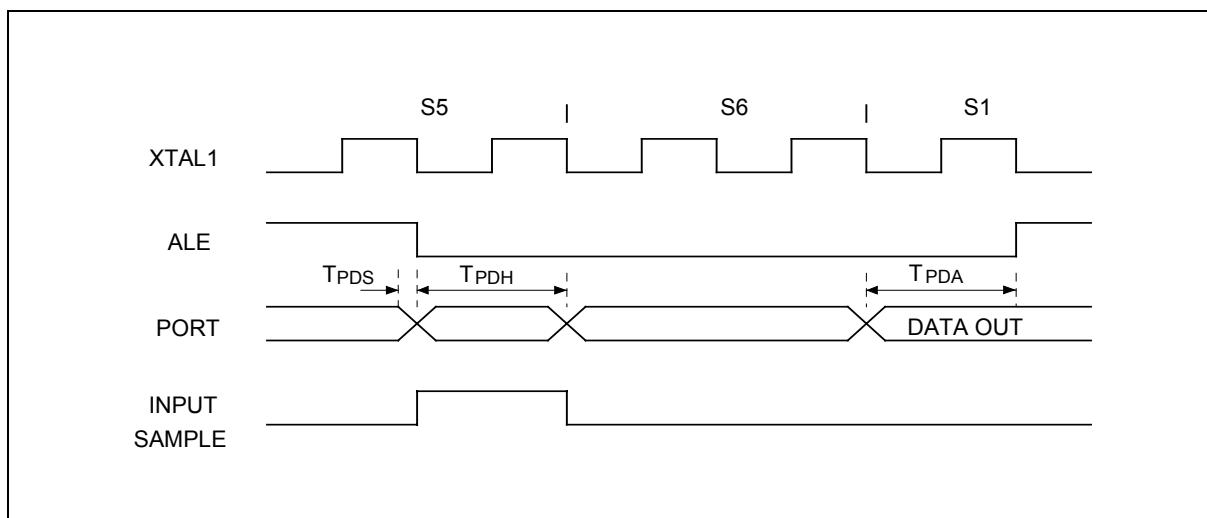 S5 | S6 | S1
XTAL1
ALE
TPDS TPDH TPDA
PORT DATA OUT
INPUT
SAMPLE